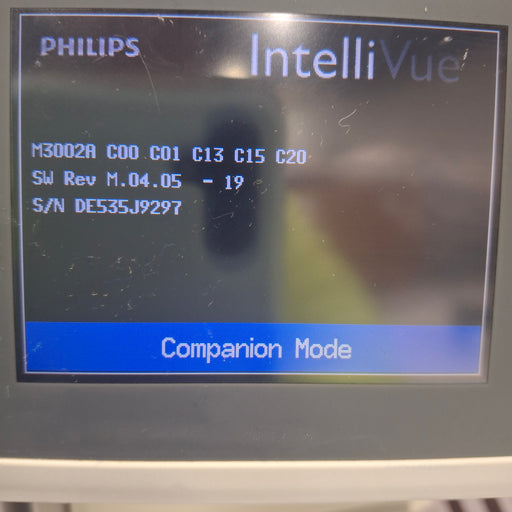 PHILIPS IntelliVue
M3002A C00 C01 C13 C15 C20
SW Rev M.04.05 - 19
S/N DE535J9297
Companion Mode